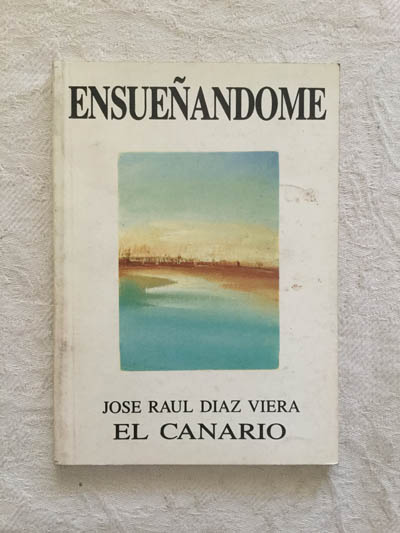 ENSUEÑANDOME
JOSE RAUL DIAZ VIERA
EL CANARIO